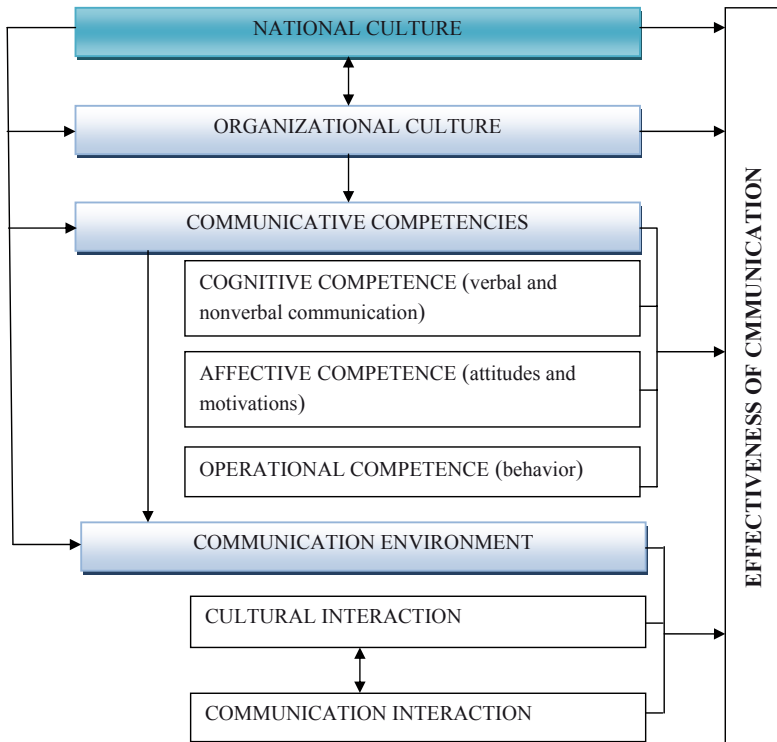 NATIONAL CULTURE
ORGANIZATIONAL CULTURE
COMMUNICATIVE COMPETENCIES
COGNITIVE COMPETENCE (verbal and
nonverbal communication)
AFFECTIVE COMPETENCE (attitudes and
motivations)
OPERATIONAL COMPETENCE (behavior)
COMMUNICATION ENVIRONMENT
CULTURAL INTERACTION
COMMUNICATION INTERACTION
EFFECTIVENESS OF CMMUNICATION